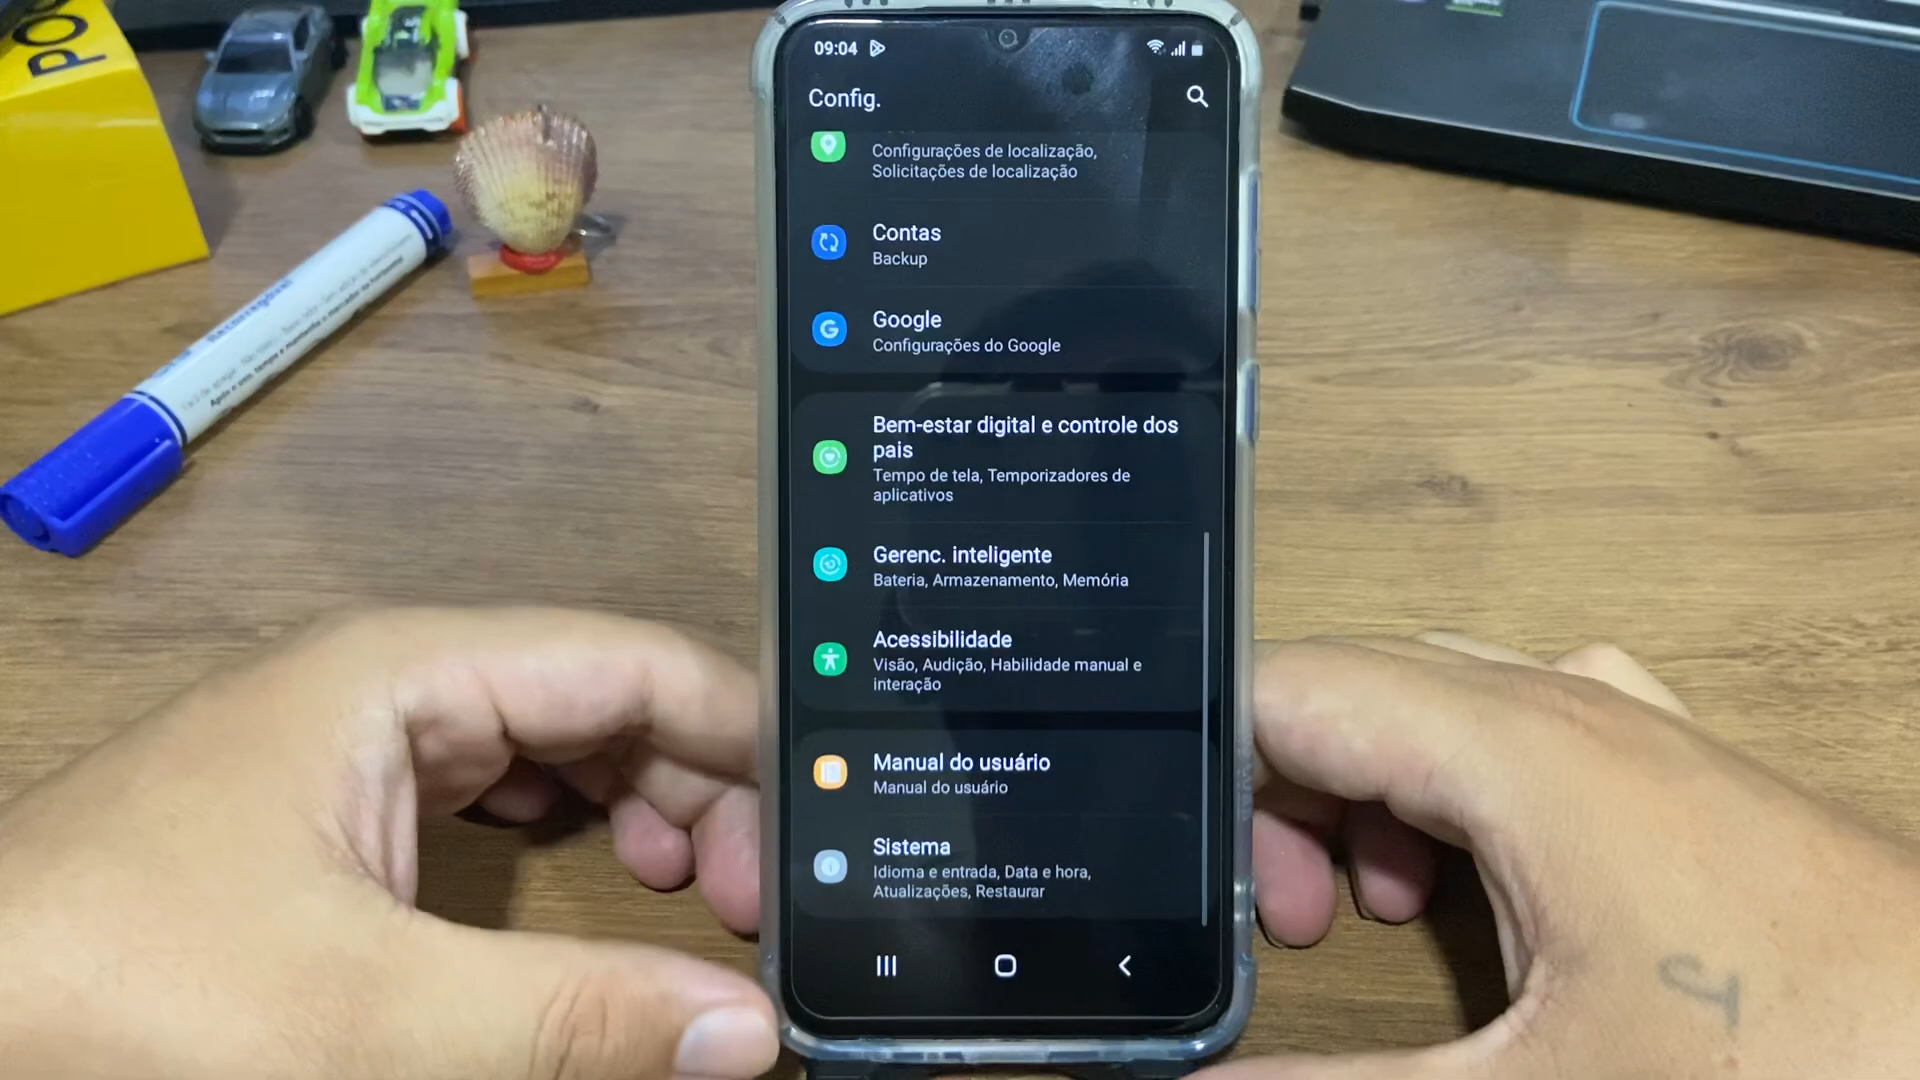 PO
09:04
Config.
Configurações de localização,
Solicitações de localização
Contas
Backup
Google
Configurações do Google
Bem-estar digital e controle dos
pais
Tempo de tela, Temporizadores de
aplicativos
Gerenc. inteligente
Bateria, Armazenamento, Memória
Acessibilidade
Visão, Audição, Habilidade manual e
interação
Manual do usuário
Manual do usuário
Sistema
Idioma e entrada, Data e hora,
Atualizações, Restaurar
Recarregável